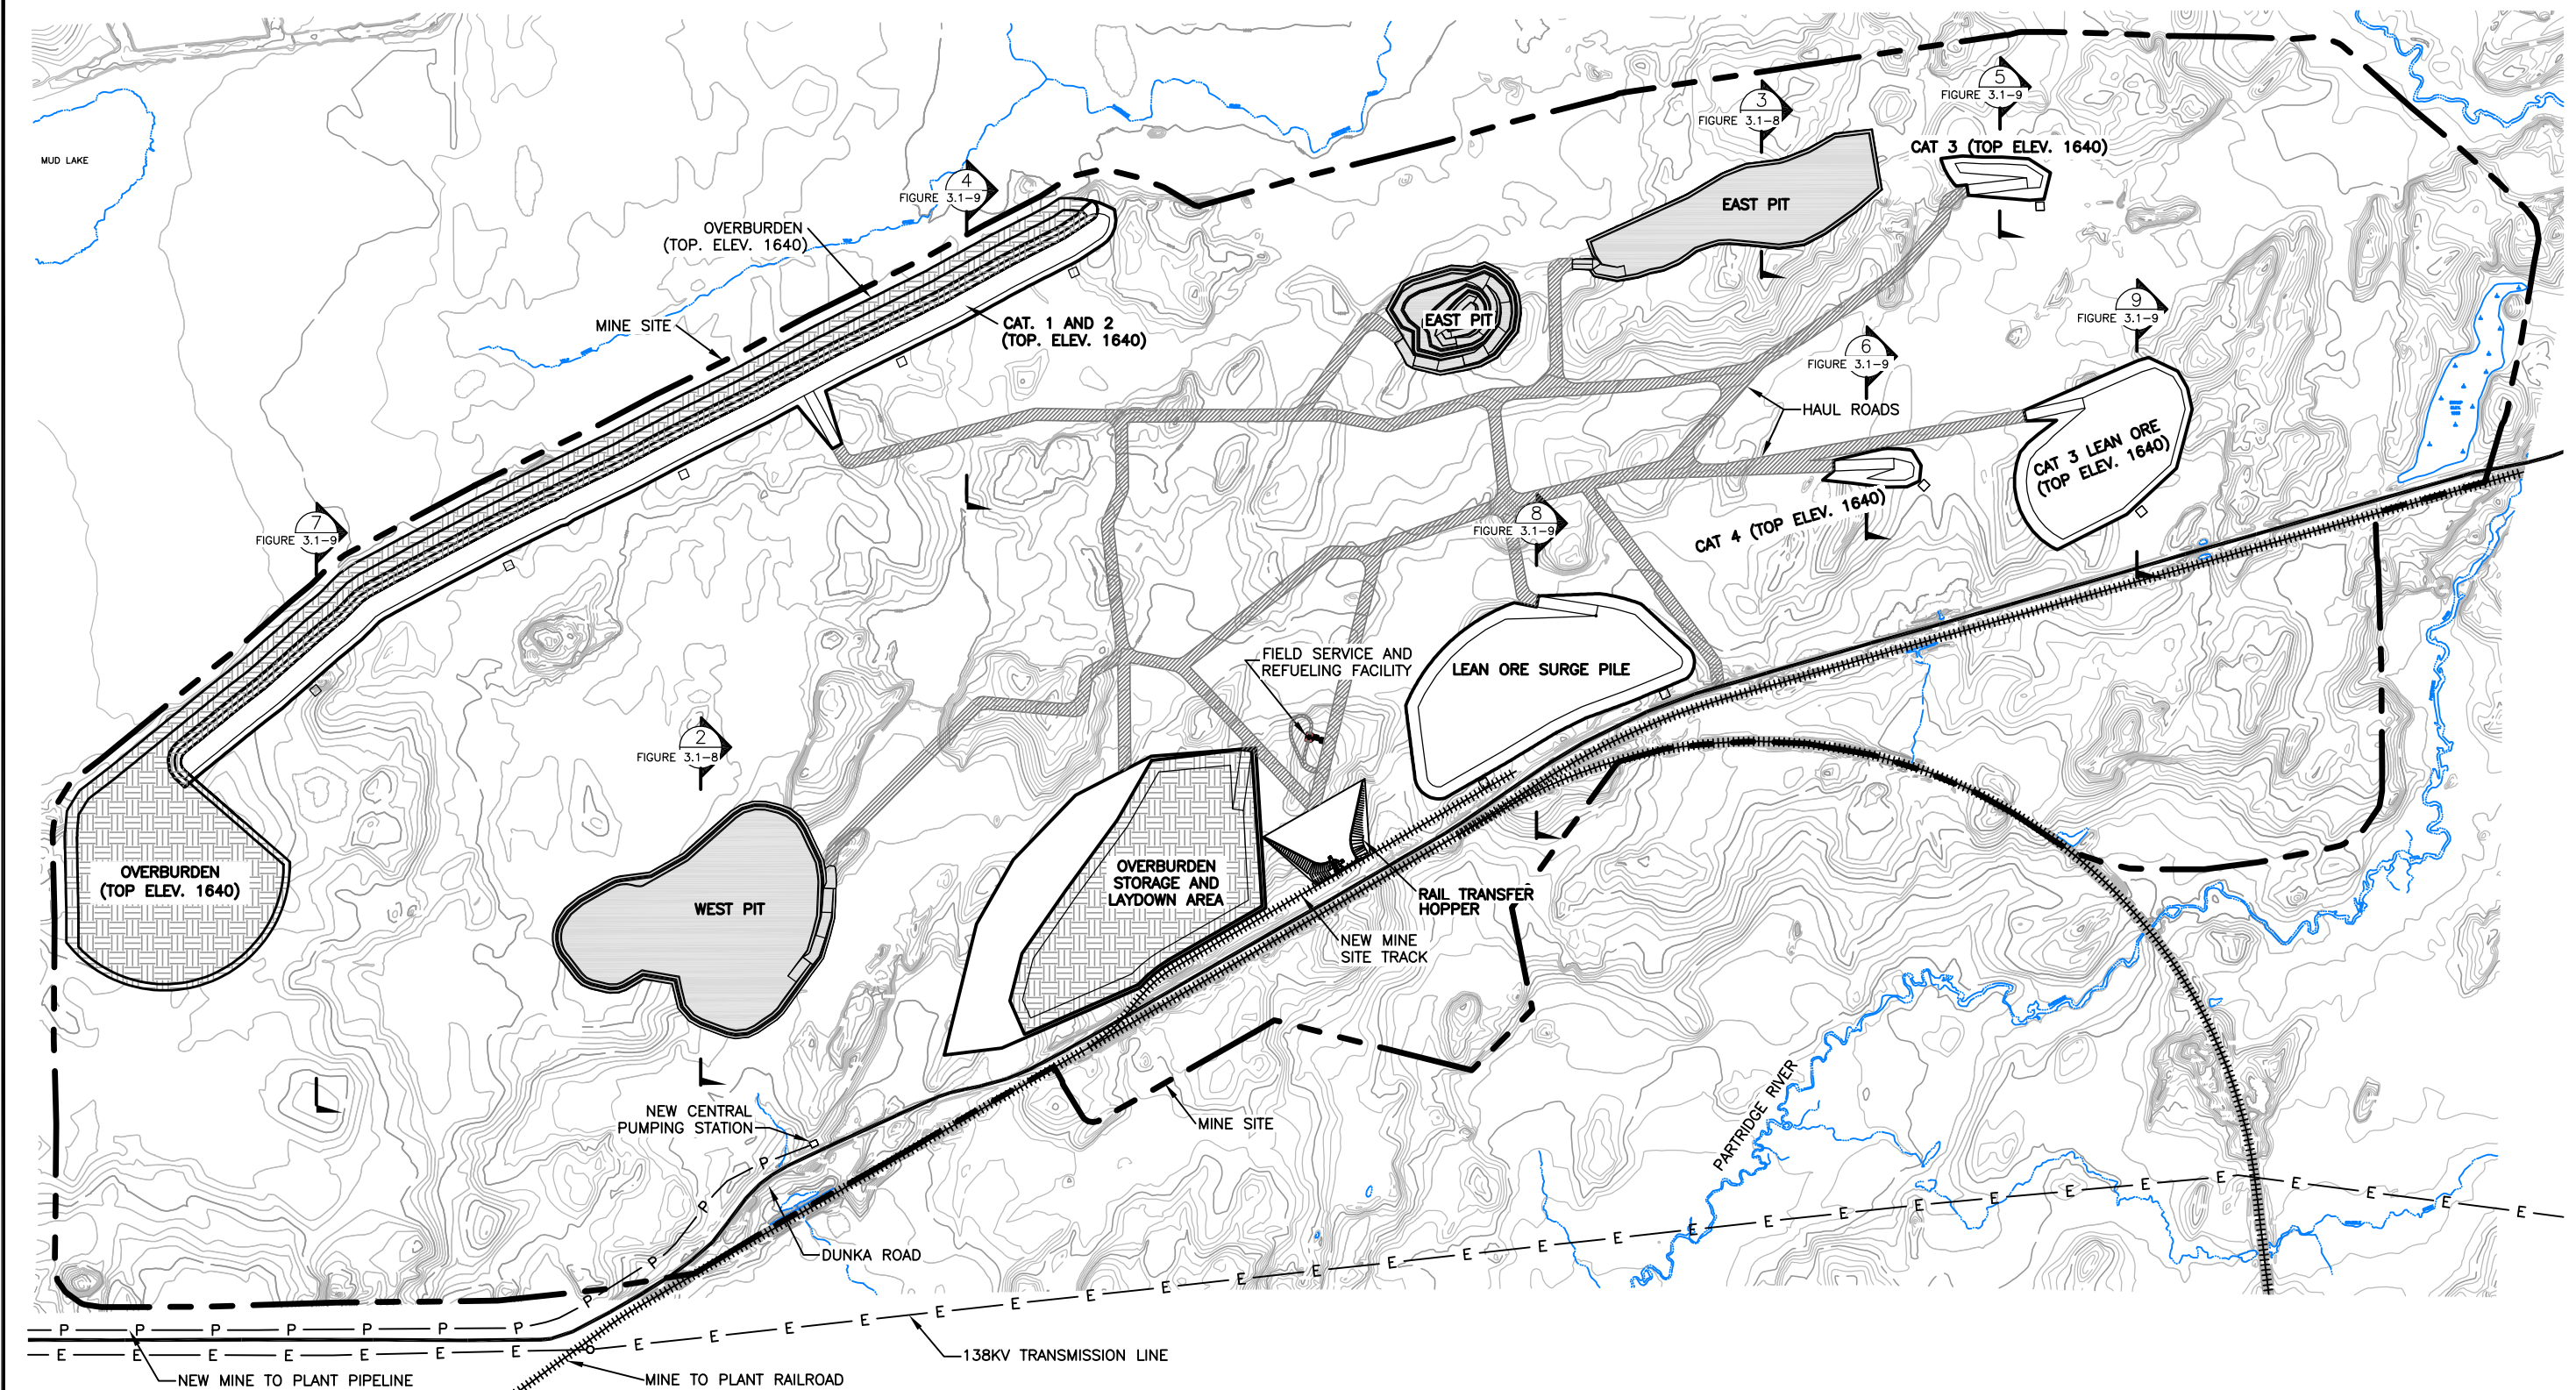 5
FIGURE 3.1-9
3
FIGURE 3.1-8
CAT 3 (TOP ELEV. 1640)
MUD LAKE
4
FIGURE 3.1-9
EAST PIT
OVERBURDEN
(TOP. ELEV. 1640)
MINE SITE
CAT. 1 AND 2
(TOP. ELEV. 1640)
EAST PIT
9
FIGURE 3.1-9
6
FIGURE 3.1-9
HAUL ROADS
CAT 3 LEAN ORE
(TOP ELEV. 1640)
7
FIGURE 3.1-9
8
FIGURE 3.1-9
CAT 4 (TOP ELEV. 1640)
FIELD SERVICE AND
REFUELING FACILITY
LEAN ORE SURGE PILE
2
FIGURE 3.1-8
OVERBURDEN
(TOP ELEV. 1640)
WEST PIT
OVERBURDEN
STORAGE AND
LAYDOWN AREA
RAIL TRANSFER
HOPPER
NEW MINE
SITE TRACK
NEW CENTRAL
PUMPING STATION
MINE SITE
PARTRIDGE RIVER
DUNKA ROAD
P P P P P P P P P P P
E E E E E E E E E E E E E E E E E E E E E E E E E E E E E E E E E
138KV TRANSMISSION LINE
NEW MINE TO PLANT PIPELINE
MINE TO PLANT RAILROAD